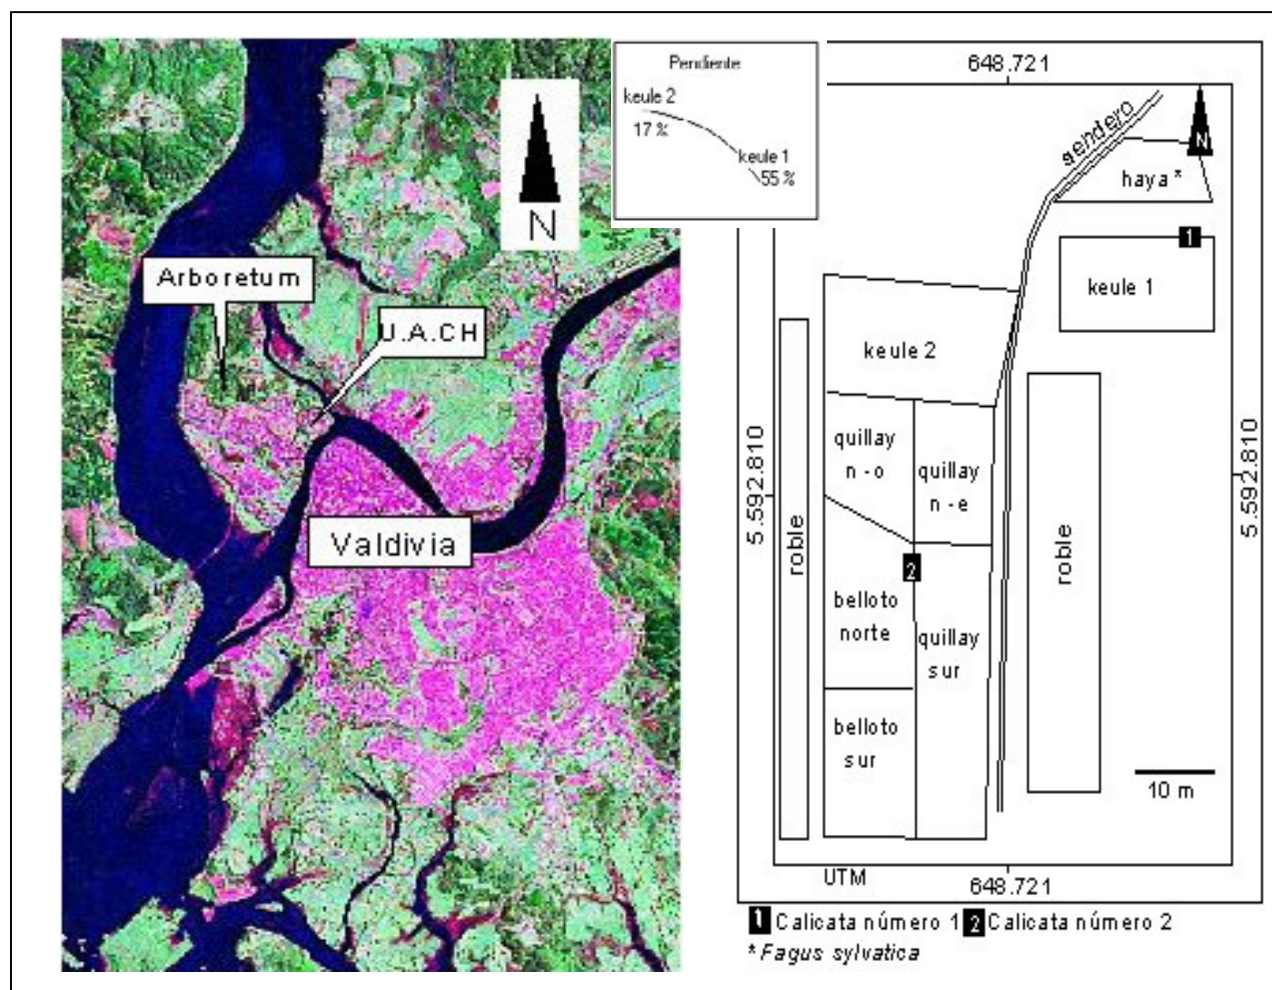 Pendiente
keule 2
17 %
keule 1
55 %
N
Arboretum
U.A.CH
Valdivia
648.721
sendero
N
haya *
1
keule 1
keule 2
quillay
n - o
quillay
n - e
5.592.810
5.592.810
roble
roble
2
belloto
norte
quillay
sur
belloto
sur
10 m
UTM
648.721
1 Calicata número 1 2 Calicata número 2
* Fagus sylvatica